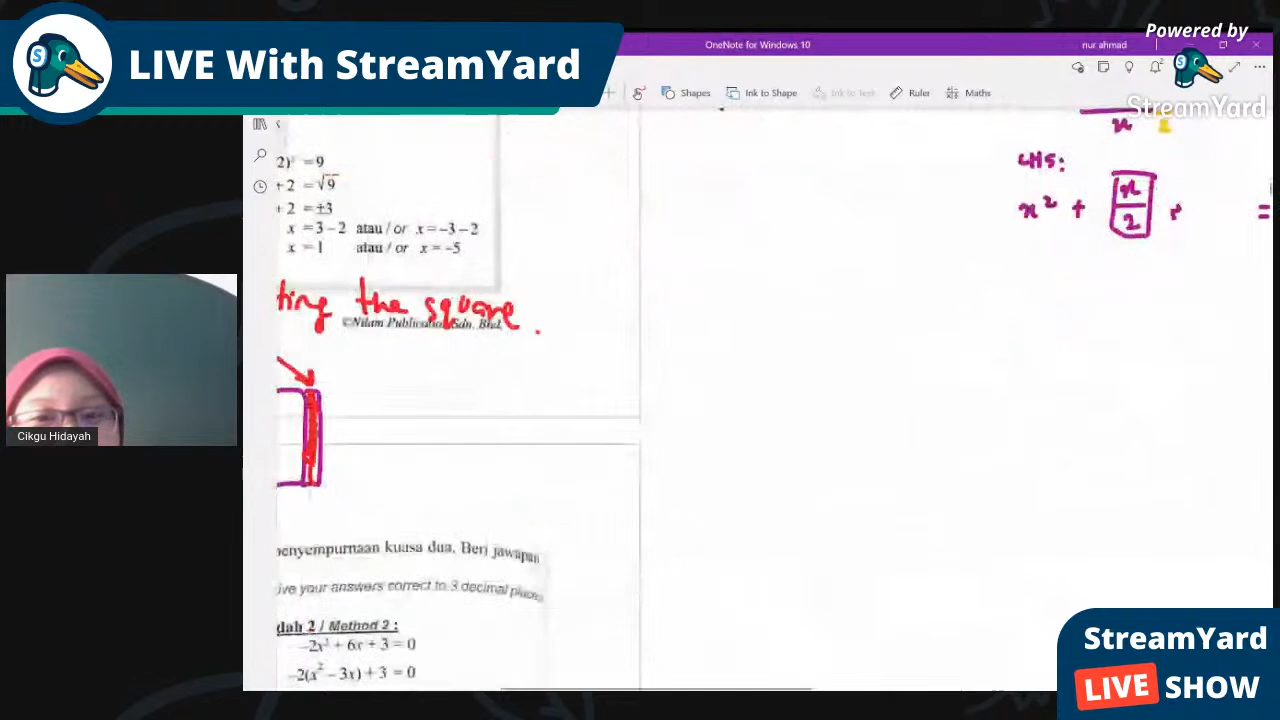 LIVE With StreamYard
Powered by
StreamYard
OneNote for Windows 10
nur ahmad
Shapes
Ink to Shape
Ink to Text
Ruler
Maths
2)² = 9
+ 2 = √9
+ 2 = ±3
x = 3 – 2 atau / or x = –3 – 2
x = 1 atau / or x = –5
ting the square.
©Nilam Publication Sdn. Bhd.
x
LHS:
x² + x/2 +
=
Cikgu Hidayah
menyempurnaan kuasa dua. Beri jawapan
ive your answers correct to 3 decimal places
dah 2 / Method 2 :
–2x² + 6x + 3 = 0
–2(x² – 3x) + 3 = 0
StreamYard
LIVE SHOW